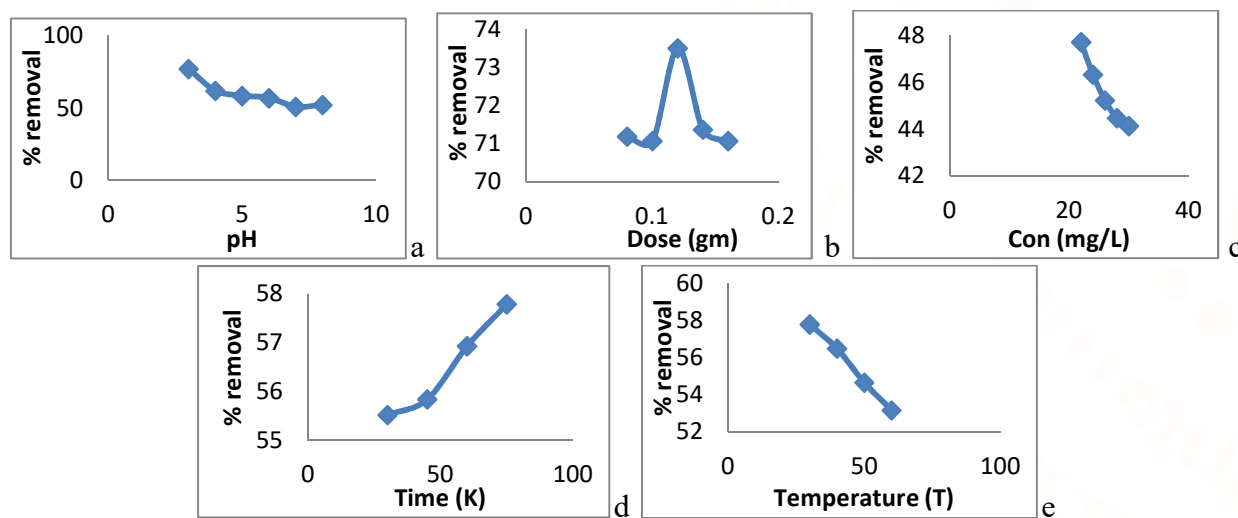 % removal
100
50
0
0 5 10
pH
a
% removal
74
73
72
71
70
0 0.1 0.2
Dose (gm)
b
% removal
48
46
44
42
0 20 40
Con (mg/L)
c
% removal
58
57
56
55
0 50 100
Time (K)
d
% removal
60
58
56
54
52
0 50 100
Temperature (T)
e